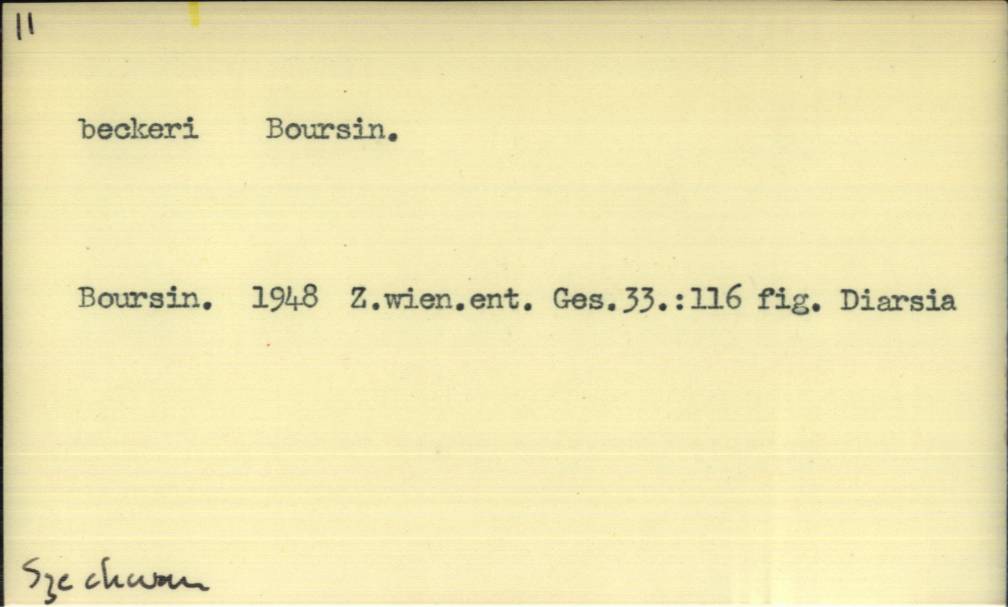 11
beckeri Boursin.
Boursin. 1948 Z.wien.ent. Ges.33.:116 fig. Diarsia
Szechwan